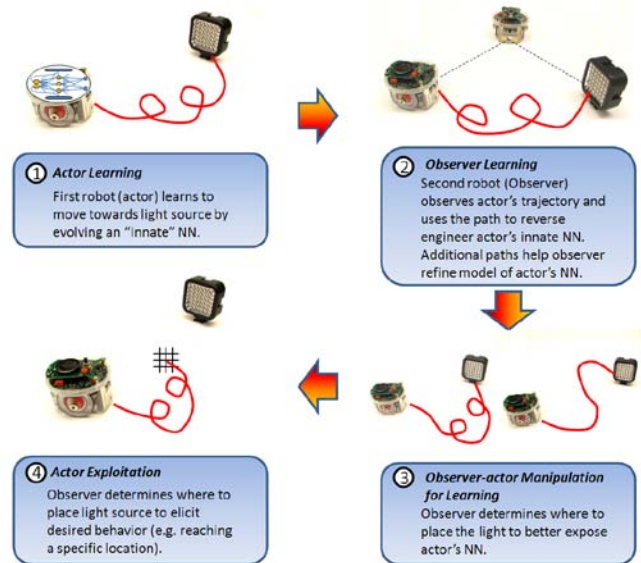 ① Actor Learning
First robot (actor) learns to
move towards light source by
evolving an “innate” NN.
② Observer Learning
Second robot (Observer)
observes actor’s trajectory and
uses the path to reverse
engineer actor’s innate NN.
Additional paths help observer
refine model of actor’s NN.
③ Observer-actor Manipulation
for Learning
Observer determines where to
place the light to better expose
actor’s NN.
④ Actor Exploitation
Observer determines where to
place light source to elicit
desired behavior (e.g. reaching
a specific location).